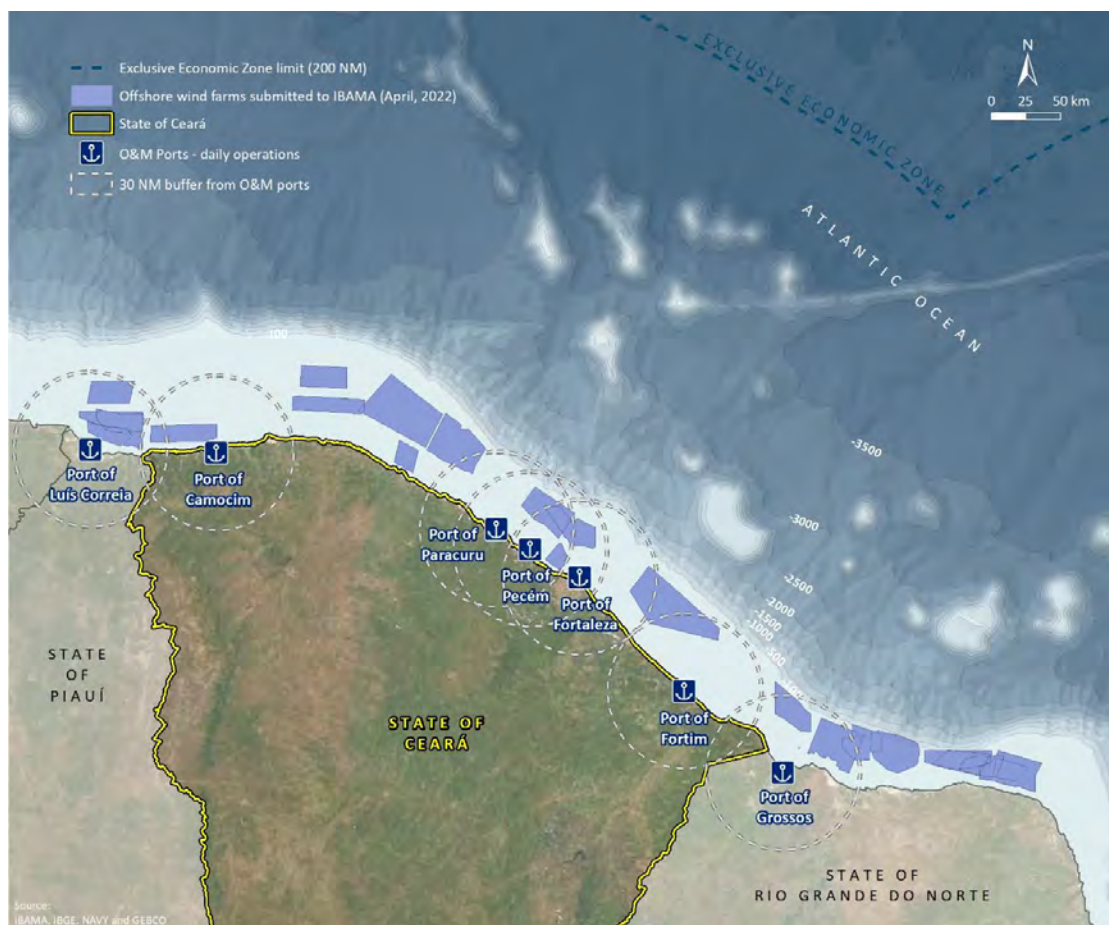 Exclusive Economic Zone limit (200 NM)
Offshore wind farms submitted to IBAMA (April, 2022)
State of Ceará
O&M Ports - daily operations
30 NM buffer from O&M ports
N
0 25 50 km
EXCLUSIVE ECONOMIC ZONE
ATLANTIC OCEAN
-100
-3500
-3000
-2500
-2000
-1500
-1000
-500
Port of
Luís Correia
Port of
Camocim
Port of
Paracuru
Port of
Pecém
Port of
Fortaleza
Port of
Fortim
Port of
Grossos
STATE
OF
PIAUÍ
STATE OF
CEARÁ
STATE OF
RIO GRANDE DO NORTE
Source:
IBAMA, IBGE, NAVY and GEBCO